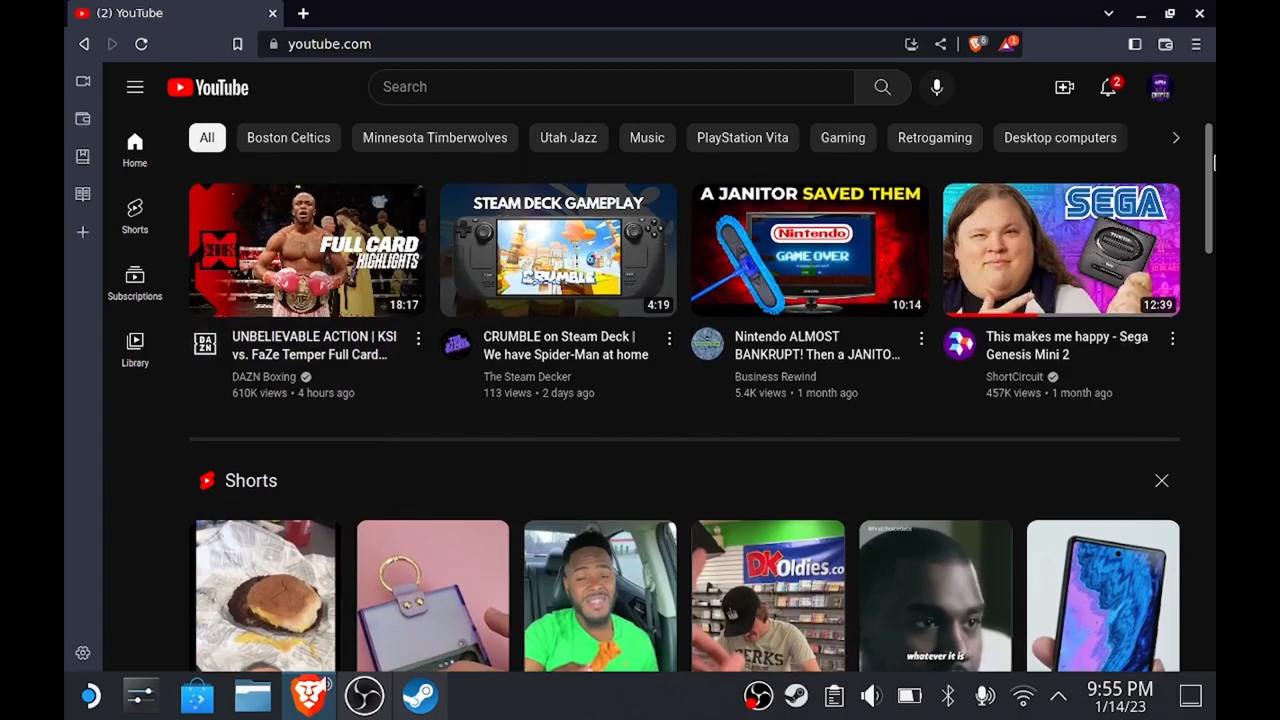 (2) YouTube
youtube.com
6
1
YouTube
Search
2
All
Boston Celtics
Minnesota Timberwolves
Utah Jazz
Music
PlayStation Vita
Gaming
Retrogaming
Desktop computers
Home
Shorts
Subscriptions
Library
X
SERIES
FULL CARD
HIGHLIGHTS
18:17
STEAM DECK GAMEPLAY
CRUMBLE
4:19
A JANITOR SAVED THEM
Nintendo
GAME OVER
10:14
SEGA
12:39
DAZN
UNBELIEVABLE ACTION | KSI
vs. FaZe Temper Full Card...
DAZN Boxing
610K views • 4 hours ago
CRUMBLE on Steam Deck |
We have Spider-Man at home
The Steam Decker
113 views • 2 days ago
Nintendo ALMOST
BANKRUPT! Then a JANITO...
Business Rewind
5.4K views • 1 month ago
This makes me happy - Sega
Genesis Mini 2
ShortCircuit
457K views • 1 month ago
Shorts
DKOldies.co
whatever it is
9:55 PM
1/14/23